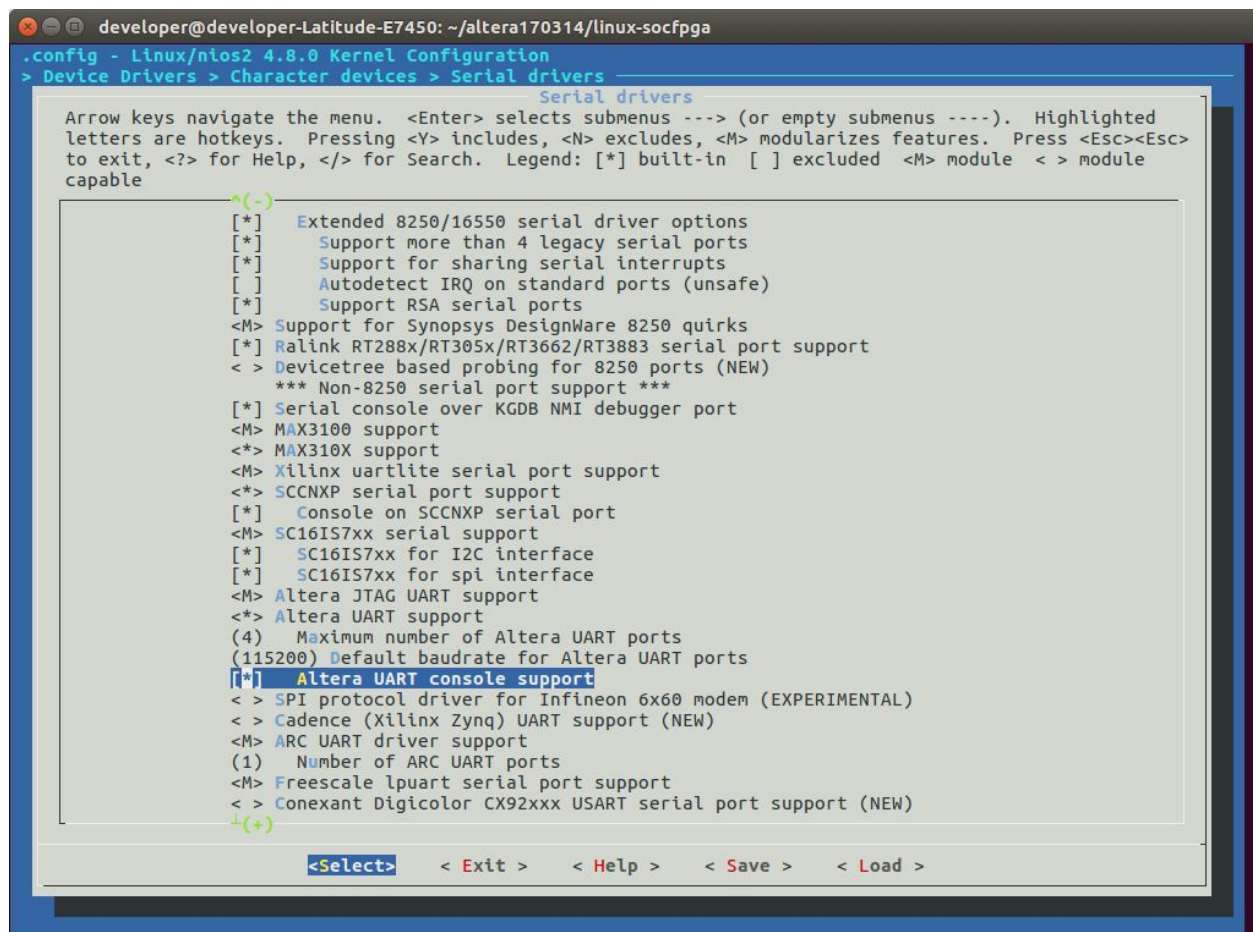 developer@developer-Latitude-E7450: ~/altera170314/linux-socfpga
.config - Linux/nios2 4.8.0 Kernel Configuration
> Device Drivers > Character devices > Serial drivers
Serial drivers
Arrow keys navigate the menu.  <Enter> selects submenus ---> (or empty submenus ----).  Highlighted
letters are hotkeys.  Pressing <Y> includes, <N> excludes, <M> modularizes features.  Press <Esc><Esc>
to exit, <?> for Help, </> for Search.  Legend: [*] built-in  [ ] excluded  <M> module  < > module
capable
^(-)
[*]   Extended 8250/16550 serial driver options
[*]     Support more than 4 legacy serial ports
[*]     Support for sharing serial interrupts
[ ]     Autodetect IRQ on standard ports (unsafe)
[*]     Support RSA serial ports
<M> Support for Synopsys DesignWare 8250 quirks
[*] Ralink RT288x/RT305x/RT3662/RT3883 serial port support
< > Devicetree based probing for 8250 ports (NEW)
*** Non-8250 serial port support ***
[*] Serial console over KGDB NMI debugger port
<M> MAX3100 support
<*> MAX310X support
<M> Xilinx uartlite serial port support
<*> SCCNXP serial port support
[*]   Console on SCCNXP serial port
<M> SC16IS7xx serial support
[*]   SC16IS7xx for I2C interface
[*]   SC16IS7xx for spi interface
<M> Altera JTAG UART support
<*> Altera UART support
(4)   Maximum number of Altera UART ports
(115200) Default baudrate for Altera UART ports
[*]   Altera UART console support
< > SPI protocol driver for Infineon 6x60 modem (EXPERIMENTAL)
< > Cadence (Xilinx Zynq) UART support (NEW)
<M> ARC UART driver support
(1)   Number of ARC UART ports
<M> Freescale lpuart serial port support
< > Conexant Digicolor CX92xxx USART serial port support (NEW)
┴(+)
<Select>    < Exit >    < Help >    < Save >    < Load >